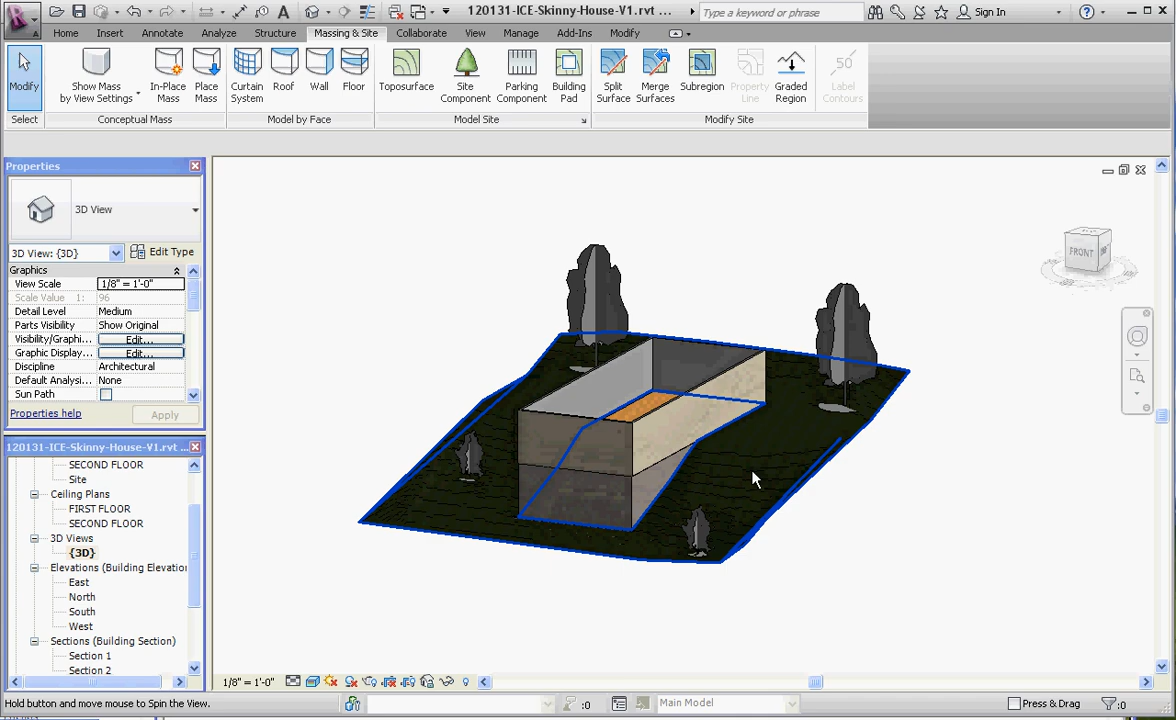 120131-ICE-Skinny-House-V1.rvt ...
Type a keyword or phrase
Sign In
Home Insert Annotate Analyze Structure Massing & Site Collaborate View Manage Add-Ins Modify
Modify
Show Mass
by View Settings
In-Place
Mass
Place
Mass
Curtain
System
Roof
Wall
Floor
Toposurface
Site
Component
Parking
Component
Building
Pad
Split
Surface
Merge
Surfaces
Subregion
Property
Line
Graded
Region
50
Label
Contours
Select
Conceptual Mass
Model by Face
Model Site
Modify Site
Properties
3D View
3D View: {3D}
Edit Type
Graphics
View Scale 1/8" = 1'-0"
Scale Value 1: 96
Detail Level Medium
Parts Visibility Show Original
Visibility/Graphi... Edit...
Graphic Display... Edit...
Discipline Architectural
Default Analysi... None
Sun Path
Properties help
Apply
120131-ICE-Skinny-House-V1.rvt ...
SECOND FLOOR
Site
Ceiling Plans
FIRST FLOOR
SECOND FLOOR
3D Views
{3D}
Elevations (Building Elevation
East
North
South
West
Sections (Building Section)
Section 1
Section 2
FRONT
1/8" = 1'-0"
Hold button and move mouse to Spin the View.
:0
Main Model
Press & Drag
:0